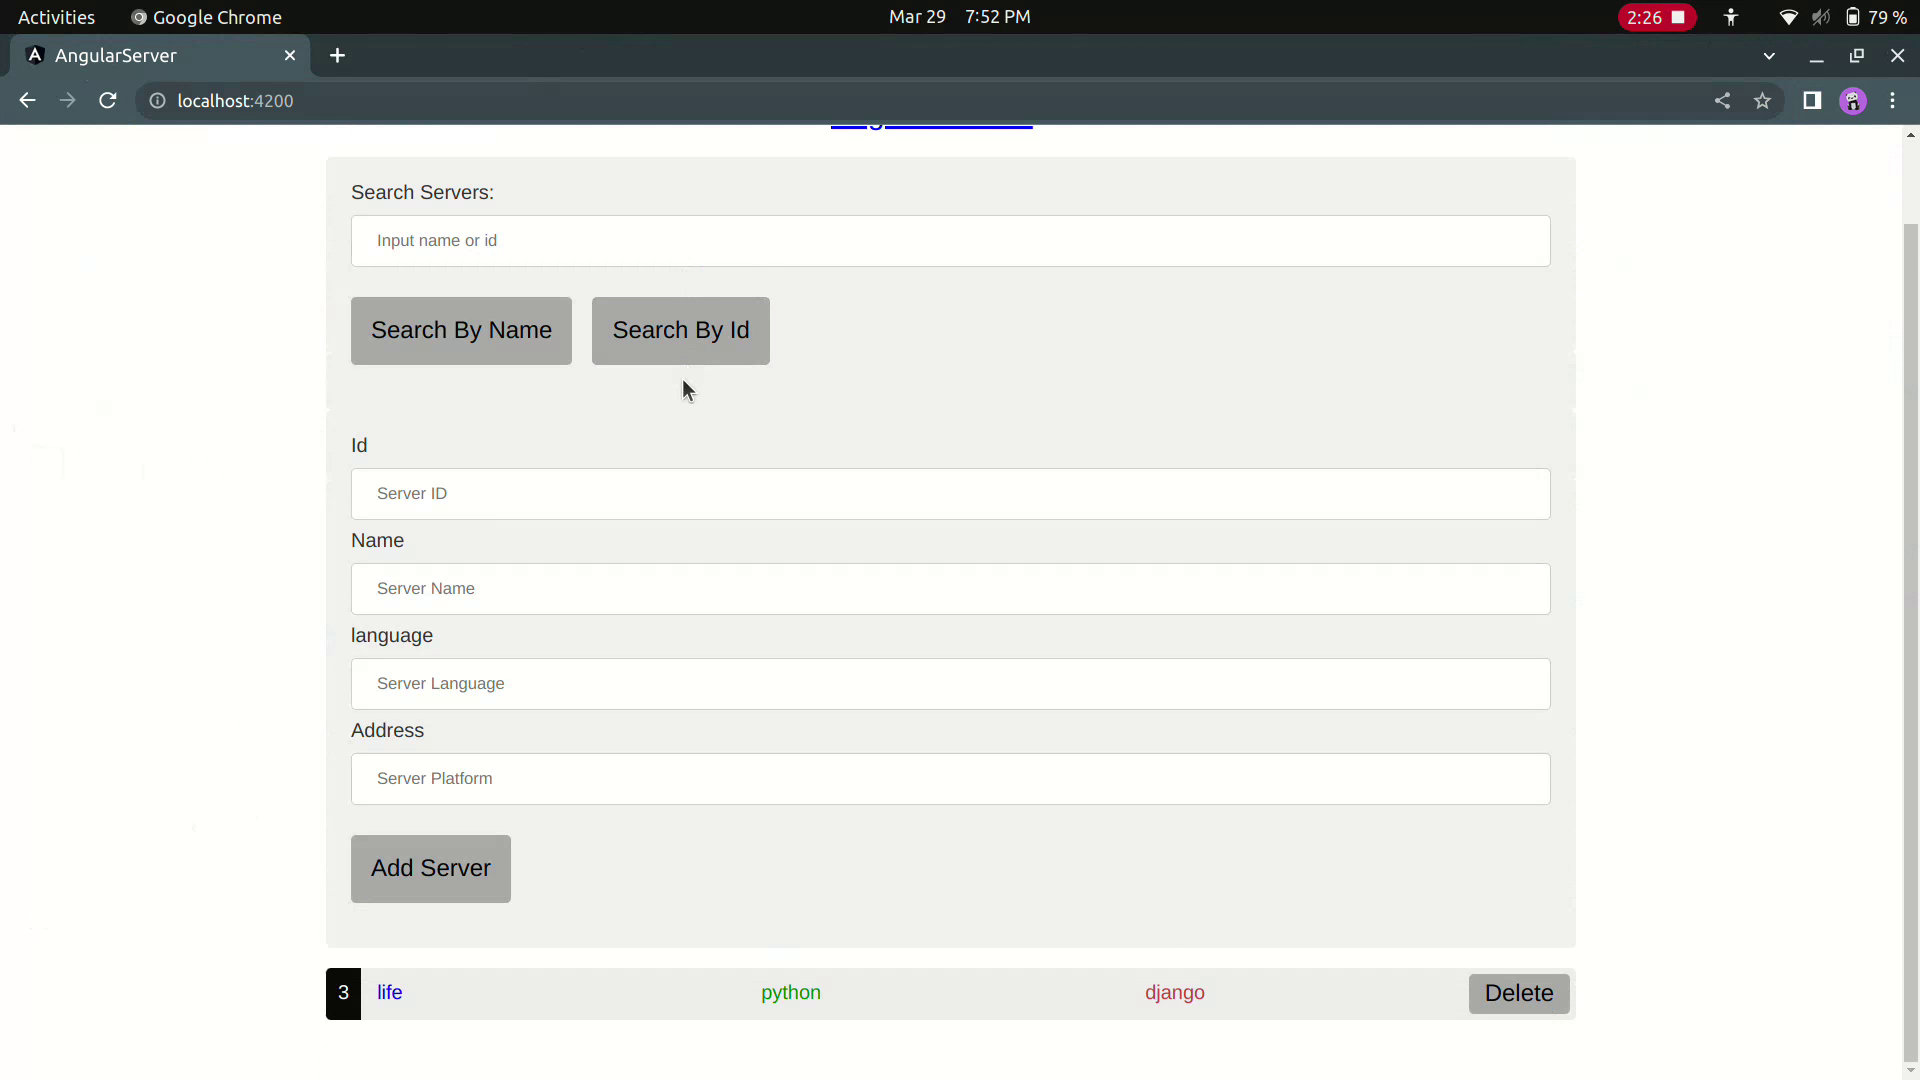 Activities Google Chrome Mar 29 7:52 PM 2:26 79 %
AngularServer
localhost:4200
Search Servers:
Input name or id
Search By Name Search By Id
Id
Server ID
Name
Server Name
language
Server Language
Address
Server Platform
Add Server
3 life python django Delete